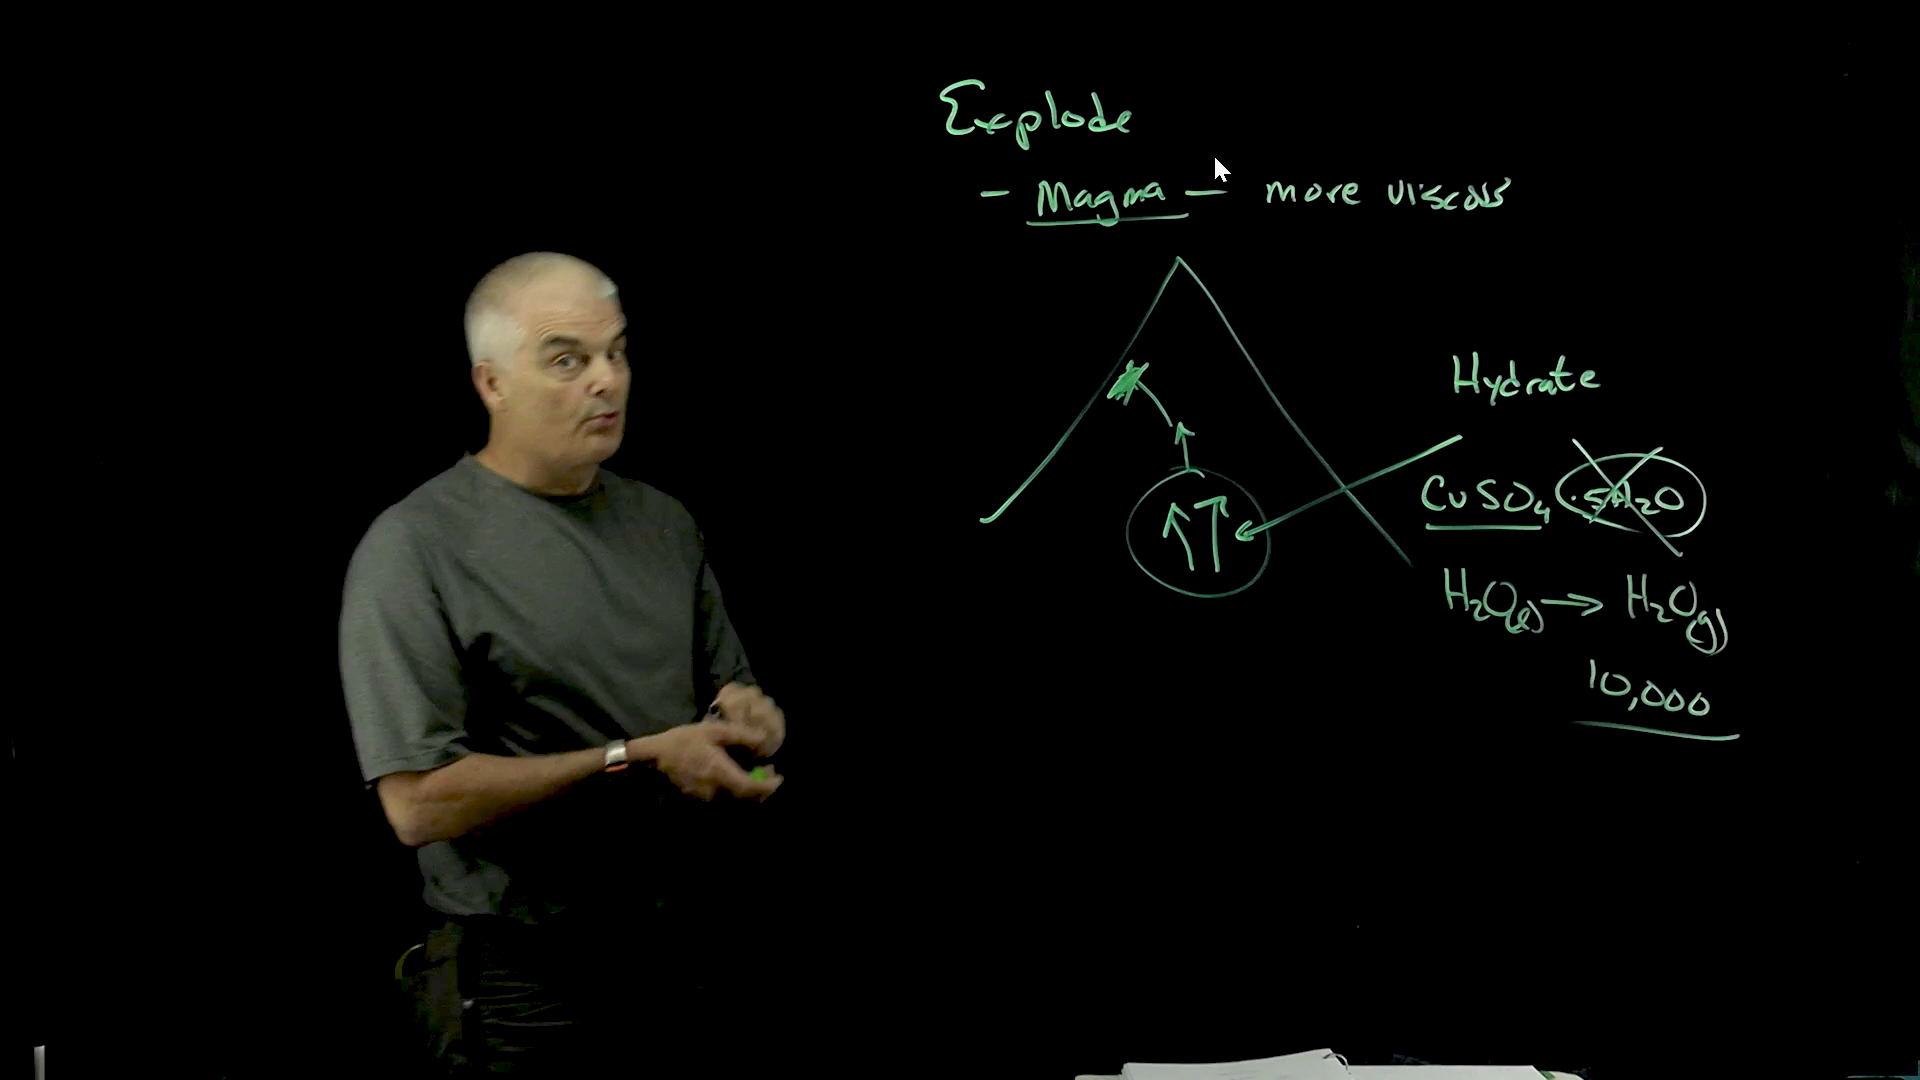 Explode
- Magma - more viscous
Hydrate
CuSO₄ ·5H₂O
H₂O(l) → H₂O(g)
10,000